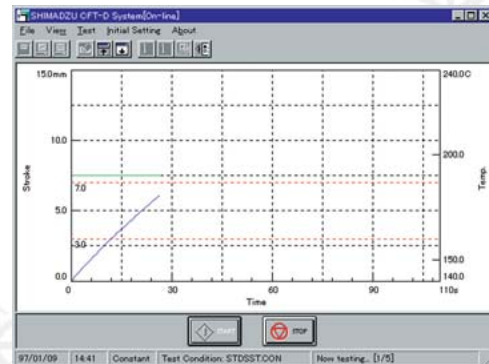 SHIMADZU CFT-D System[On-line]
File View Test Initial Setting About
15.0mm
240.0C
10.0
200.0
Stroke
Temp.
7.0
5.0
3.0
150.0
0.0
140.0
0 30 60 90 110s
Time
START STOP
97/01/09 14:41 Constant Test Condition: STDSST.CON Now testing.. [1/5]